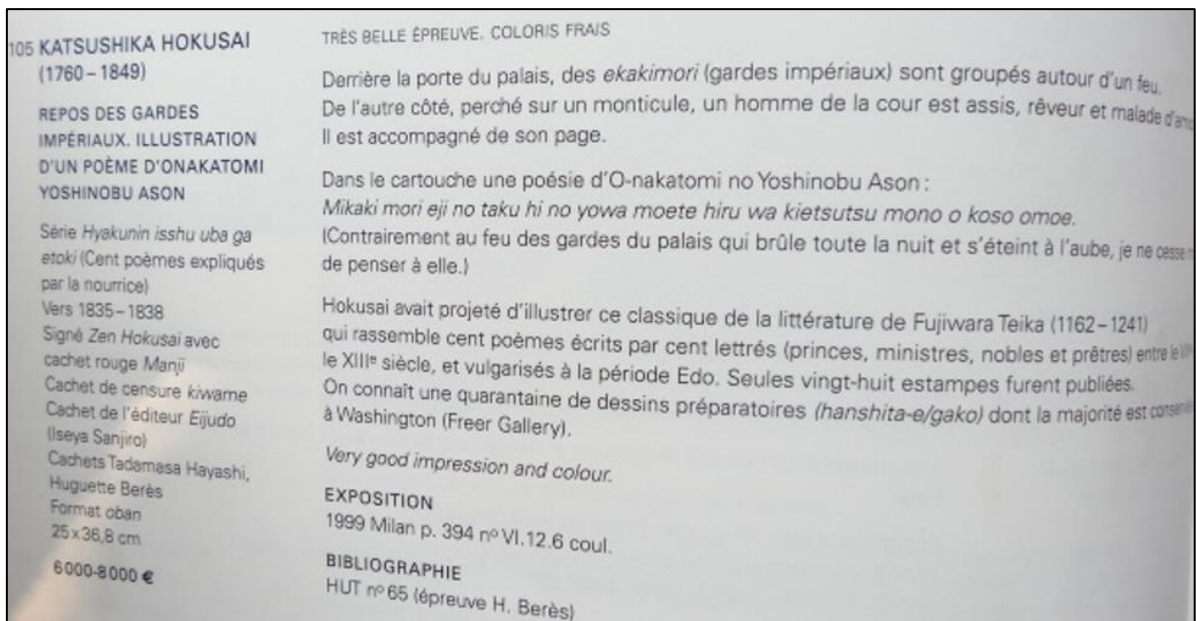 105 KATSUSHIKA HOKUSAI
(1760–1849)
REPOS DES GARDES
IMPÉRIAUX. ILLUSTRATION
D'UN POÈME D'ONAKATOMI
YOSHINOBU ASON
Série Hyakunin isshu uba ga
etoki (Cent poèmes expliqués
par la nourrice)
Vers 1835–1838
Signé Zen Hokusai avec
cachet rouge Manji
Cachet de censure kiwame
Cachet de l'éditeur Eijudo
(Iseya Sanjiro)
Cachets Tadamasa Hayashi,
Huguette Berès
Format oban
25x36,8 cm
6000-8000 €
TRÈS BELLE ÉPREUVE. COLORIS FRAIS
Derrière la porte du palais, des ekakimori (gardes impériaux) sont groupés autour d'un feu.
De l'autre côté, perché sur un monticule, un homme de la cour est assis, rêveur et malade
Il est accompagné de son page.
Dans le cartouche une poésie d'O-nakatomi no Yoshinobu Ason :
Mikaki mori eji no taku hi no yowa moete hiru wa kietsutsu mono o koso omoe.
(Contrairement au feu des gardes du palais qui brûle toute la nuit et s'éteint à l'aube, je ne cesse
de penser à elle.)
Hokusai avait projeté d'illustrer ce classique de la littérature de Fujiwara Teika (1162–1241)
qui rassemble cent poèmes écrits par cent lettrés (princes, ministres, nobles et prêtres) entre le
le XIIIe siècle, et vulgarisés à la période Edo. Seules vingt-huit estampes furent publiées.
On connaît une quarantaine de dessins préparatoires (hanshita-e/gako) dont la majorité est
à Washington (Freer Gallery).
Very good impression and colour.
EXPOSITION
1999 Milan p. 394 nº VI.12.6 coul.
BIBLIOGRAPHIE
HUT nº 65 (épreuve H. Berès)